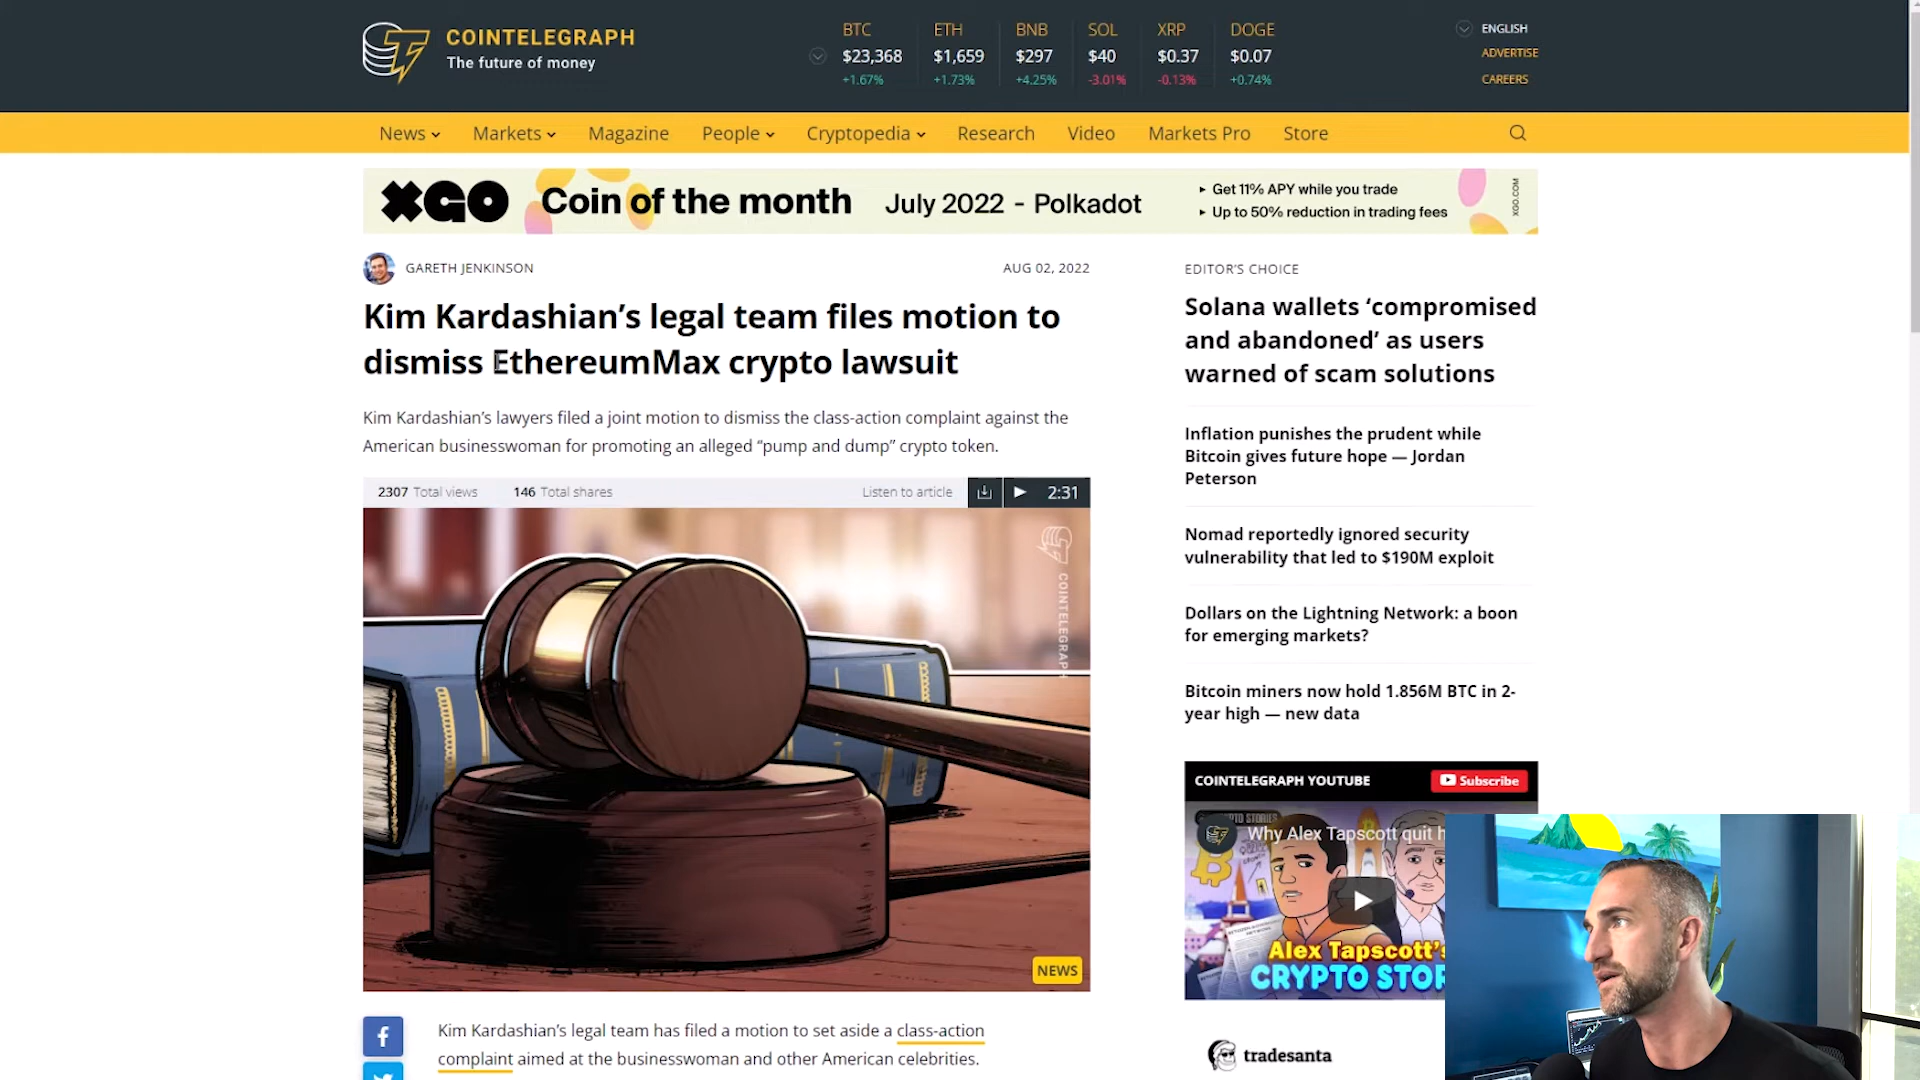 COINTELEGRAPH
The future of money
BTC
$23,368
+1.67%
ETH
$1,659
+1.73%
BNB
$297
+4.25%
SOL
$40
-3.01%
XRP
$0.37
-0.13%
DOGE
$0.07
+0.74%
ENGLISH
ADVERTISE
CAREERS
News Markets Magazine People Cryptopedia Research Video Markets Pro Store
XGO Coin of the month July 2022 - Polkadot
Get 11% APY while you trade
Up to 50% reduction in trading fees
XGO.COM
GARETH JENKINSON AUG 02, 2022
Kim Kardashian’s legal team files motion to
dismiss EthereumMax crypto lawsuit
Kim Kardashian’s lawyers filed a joint motion to dismiss the class-action complaint against the
American businesswoman for promoting an alleged “pump and dump” crypto token.
2307 Total views 146 Total shares Listen to article 2:31
COINTELEGRAPH
NEWS
Kim Kardashian’s legal team has filed a motion to set aside a class-action
complaint aimed at the businesswoman and other American celebrities.
EDITOR’S CHOICE
Solana wallets ‘compromised
and abandoned’ as users
warned of scam solutions
Inflation punishes the prudent while
Bitcoin gives future hope — Jordan
Peterson
Nomad reportedly ignored security
vulnerability that led to $190M exploit
Dollars on the Lightning Network: a boon
for emerging markets?
Bitcoin miners now hold 1.856M BTC in 2-
year high — new data
COINTELEGRAPH YOUTUBE Subscribe
Why Alex Tapscott quit h
Alex Tapscott's
CRYPTO STOR
tradesanta